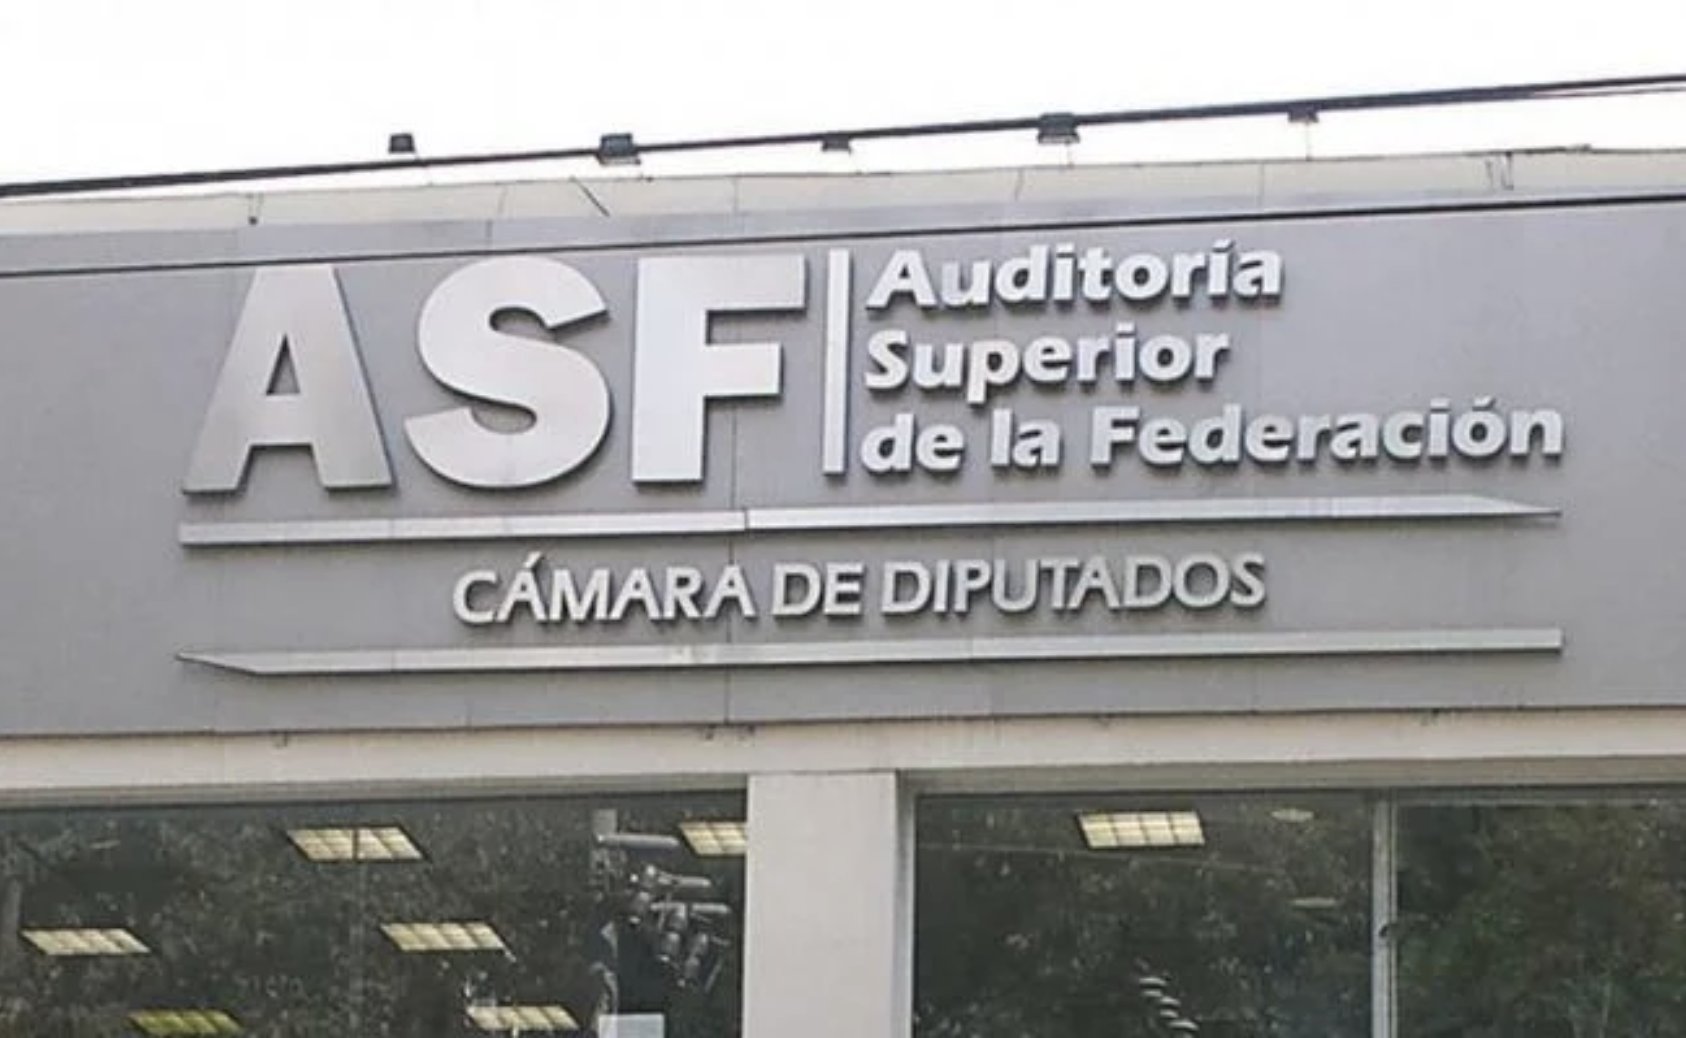 ASF
Auditoría
Superior
de la Federación
CÁMARA DE DIPUTADOS